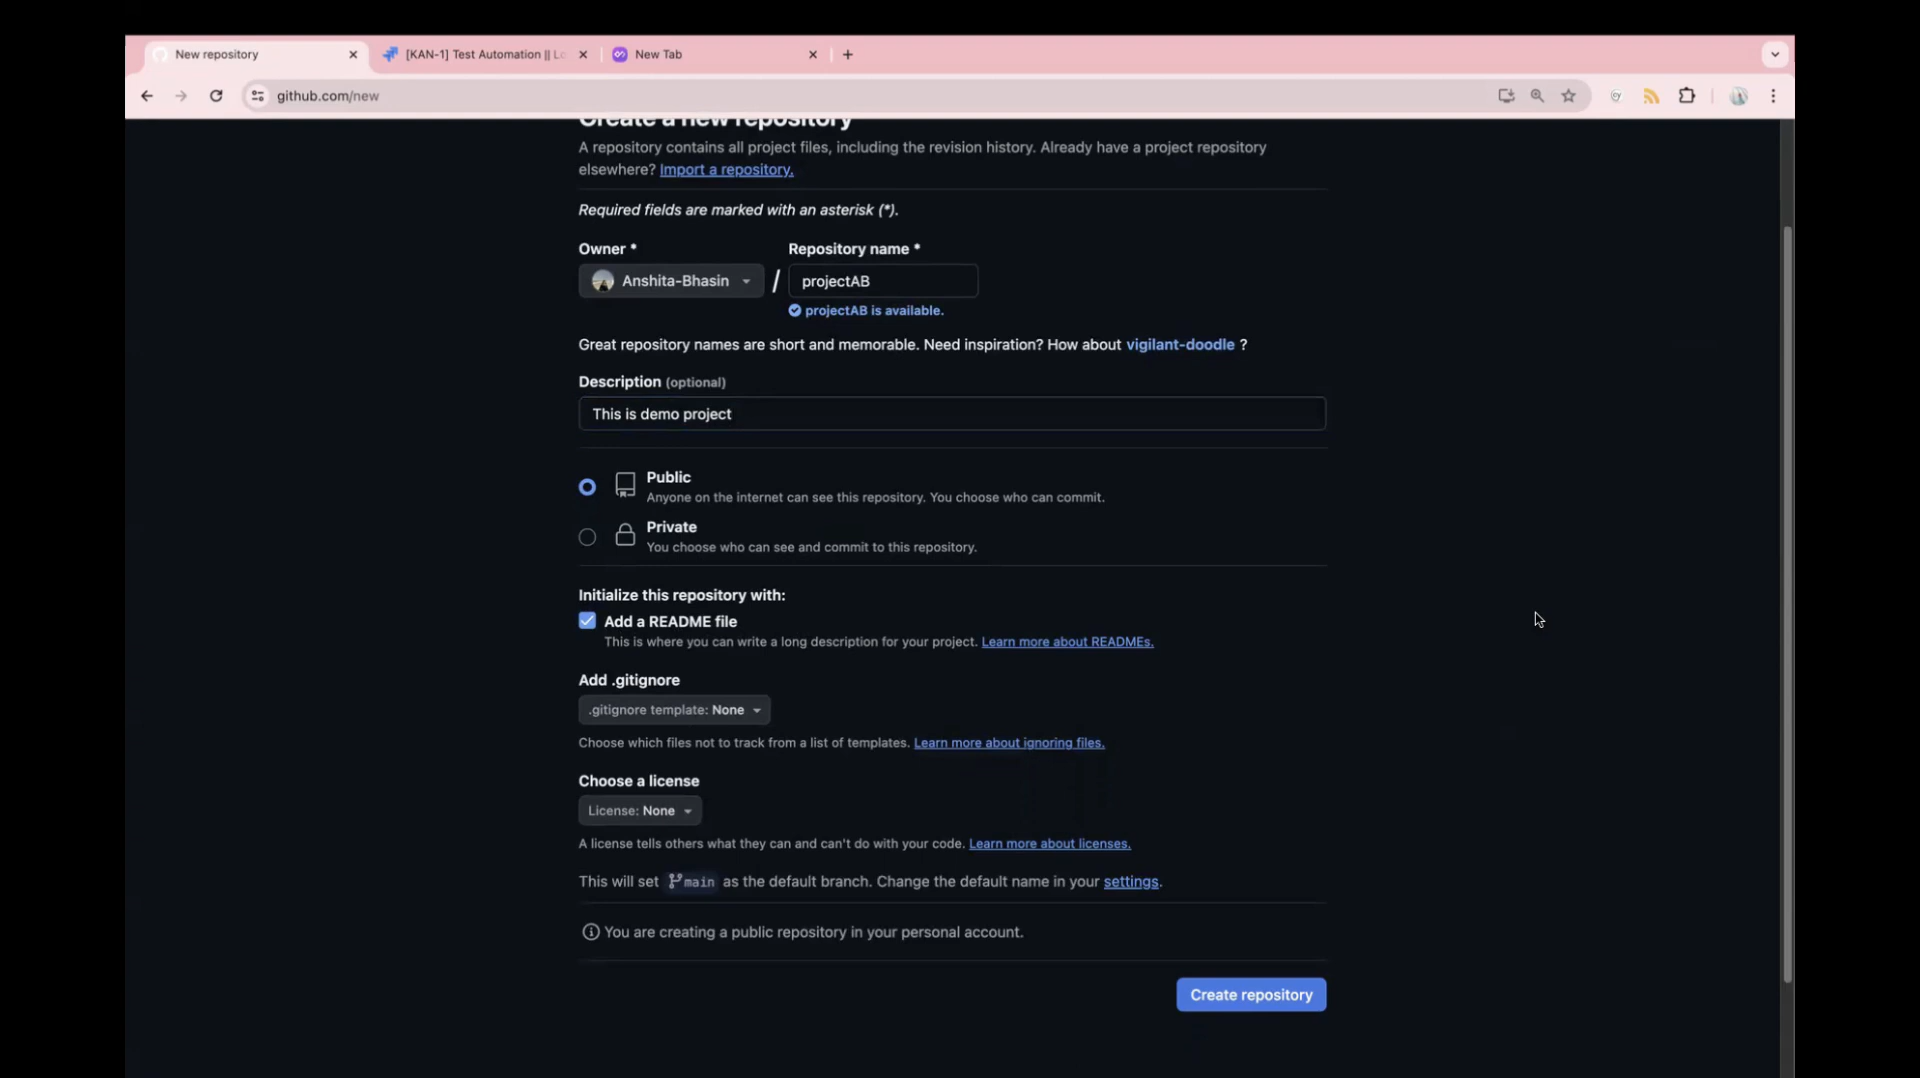 New repository
[KAN-1] Test Automation || Lo
New Tab
github.com/new
Create a new repository
A repository contains all project files, including the revision history. Already have a project repository
elsewhere? Import a repository.
Required fields are marked with an asterisk (*).
Owner * Repository name *
Anshita-Bhasin / projectAB
projectAB is available.
Great repository names are short and memorable. Need inspiration? How about vigilant-doodle ?
Description (optional)
This is demo project
Public
Anyone on the internet can see this repository. You choose who can commit.
Private
You choose who can see and commit to this repository.
Initialize this repository with:
Add a README file
This is where you can write a long description for your project. Learn more about READMEs.
Add .gitignore
.gitignore template: None
Choose which files not to track from a list of templates. Learn more about ignoring files.
Choose a license
License: None
A license tells others what they can and can't do with your code. Learn more about licenses.
This will set main as the default branch. Change the default name in your settings.
You are creating a public repository in your personal account.
Create repository